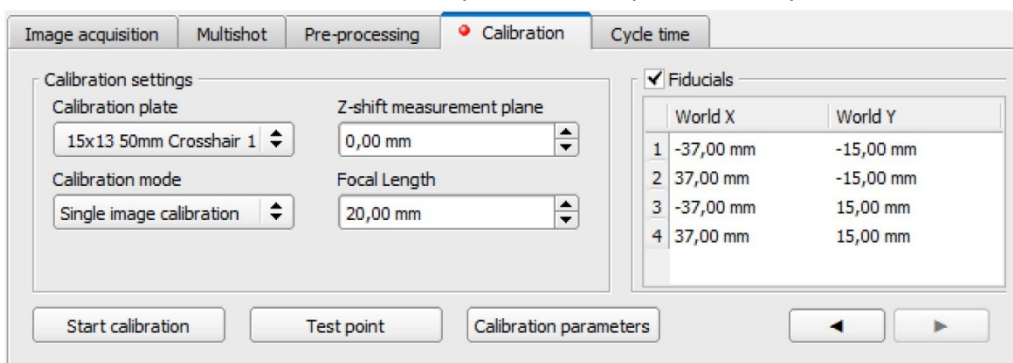 Image acquisition Multishot Pre-processing Calibration Cycle time
Calibration settings
Calibration plate Z-shift measurement plane
15x13 50mm Crosshair 1 0,00 mm
Calibration mode Focal Length
Single image calibration 20,00 mm
Fiducials
World X World Y
1 -37,00 mm -15,00 mm
2 37,00 mm -15,00 mm
3 -37,00 mm 15,00 mm
4 37,00 mm 15,00 mm
Start calibration Test point Calibration parameters